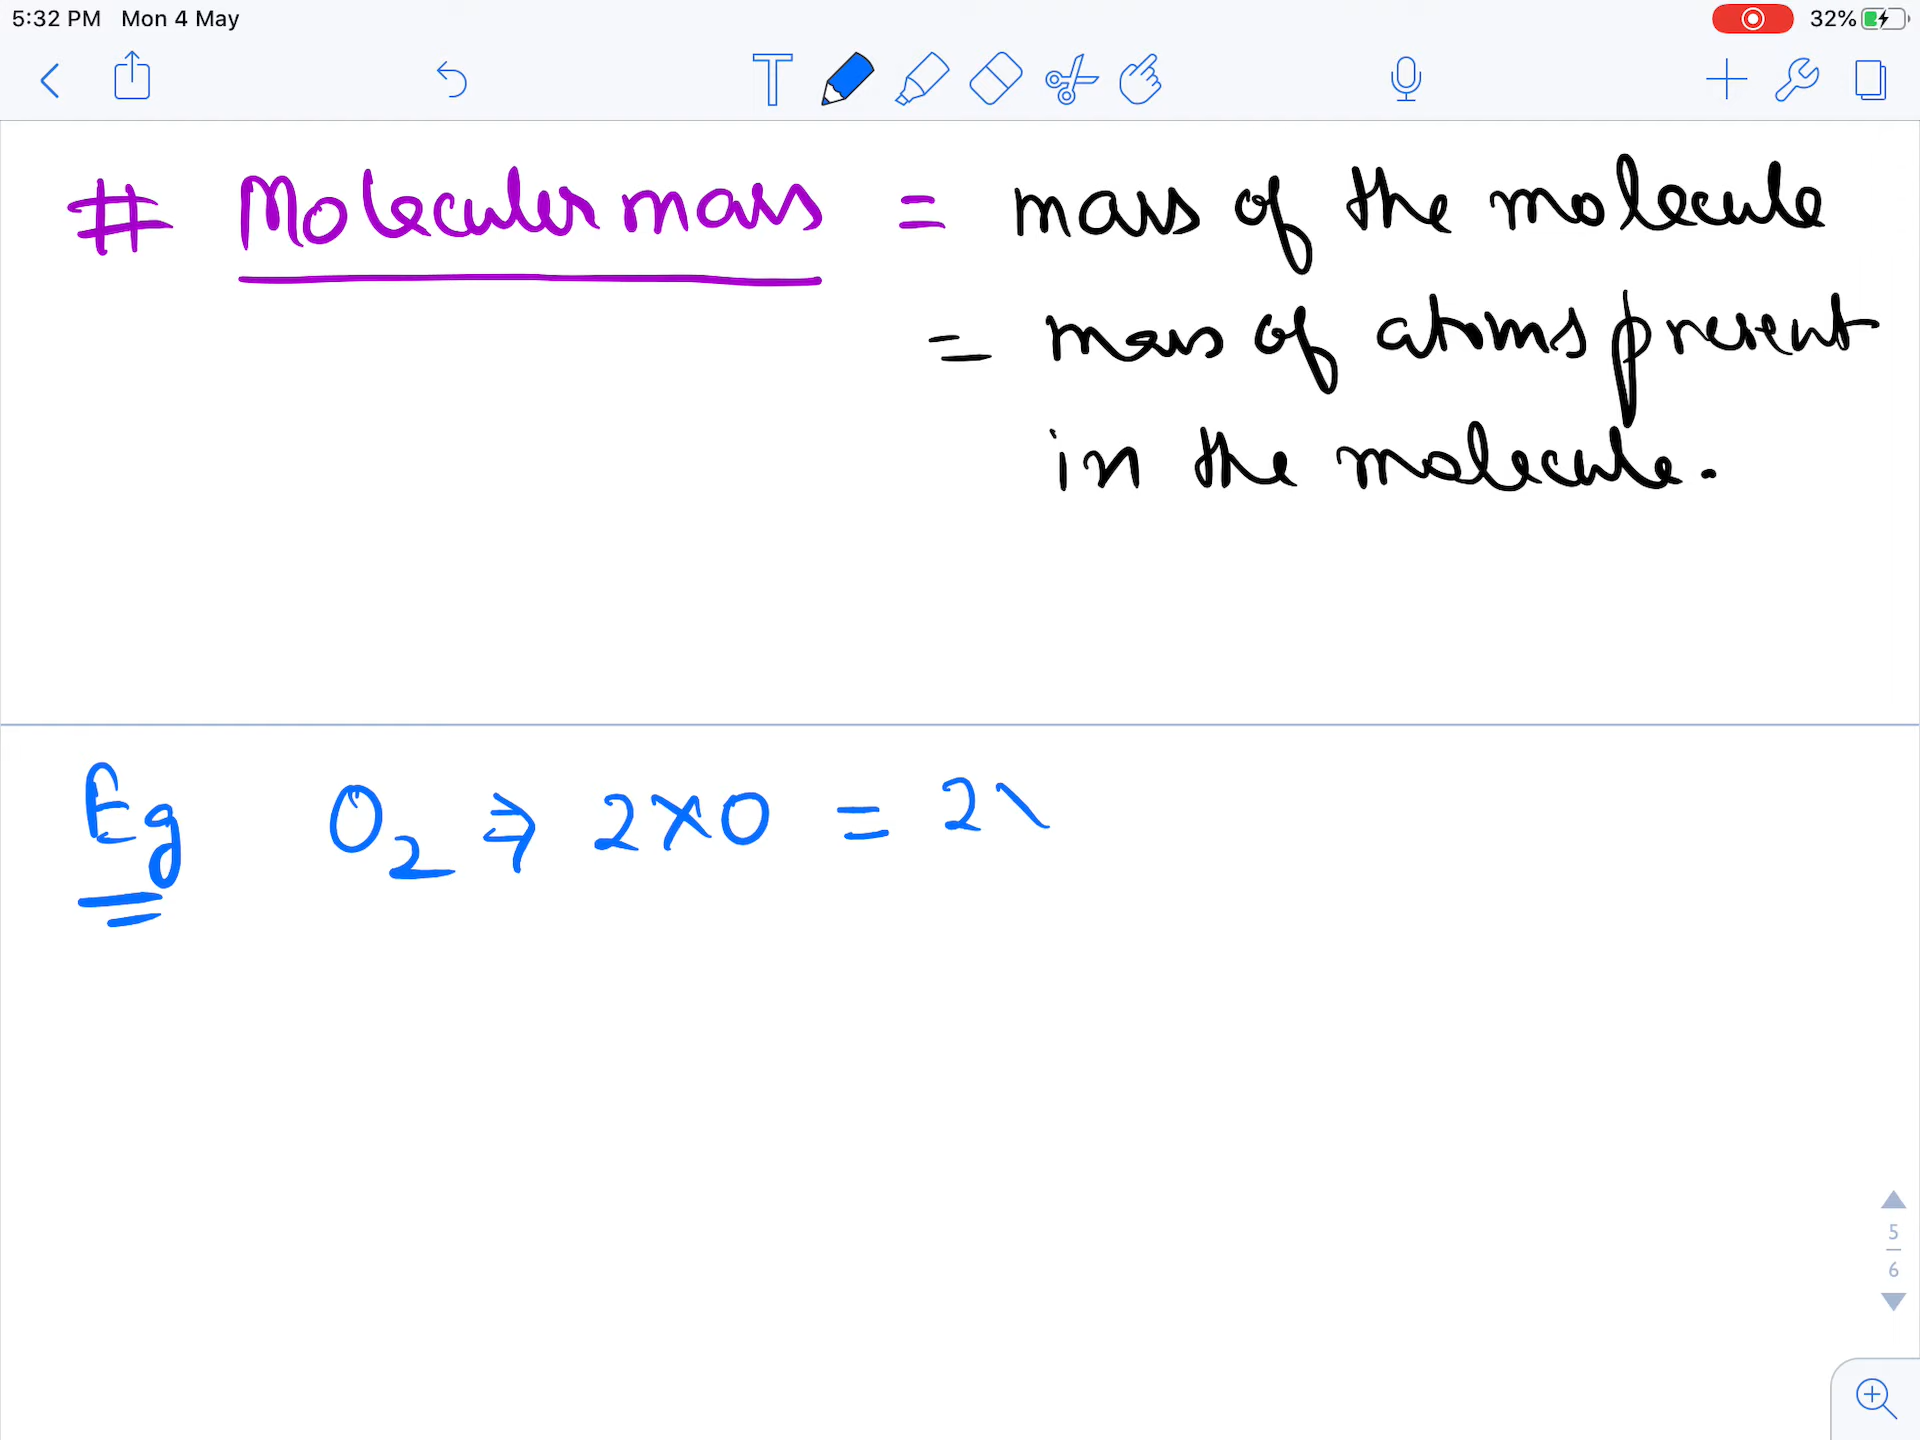 5:32 PM Mon 4 May 32%
T
# Molecular mass = mass of the molecule
= mass of atoms present
in the molecule.
Eg O₂ ⇒ 2×O = 2\
5
6